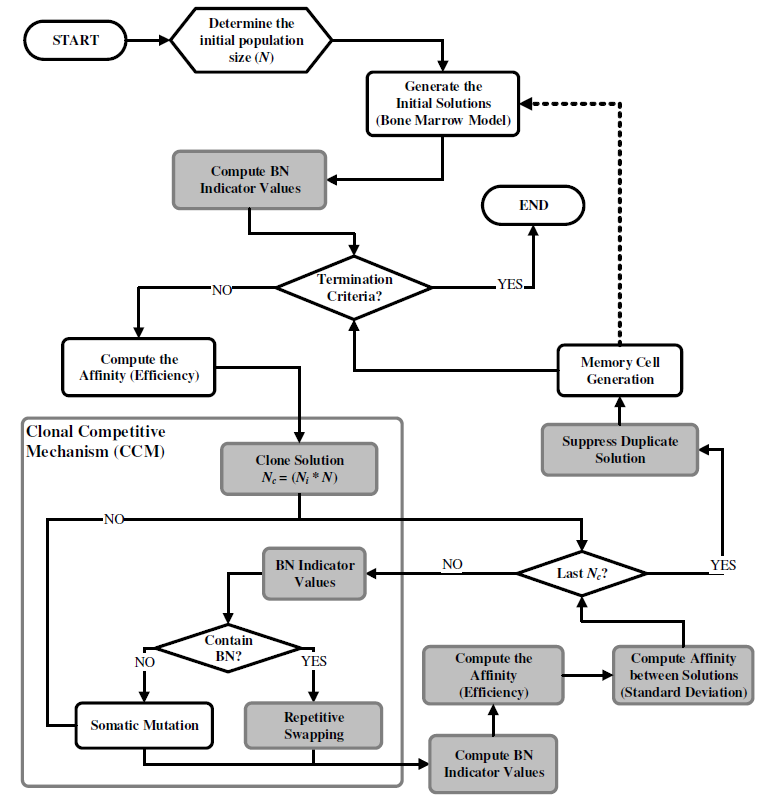 START
Determine the
initial population
size (N)
Generate the
Initial Solutions
(Bone Marrow Model)
Compute BN
Indicator Values
END
Termination
Criteria?
NO
YES
Compute the
Affinity (Efficiency)
Memory Cell
Generation
Clonal Competitive
Mechanism (CCM)
Clone Solution
Nc = (Ni * N)
Suppress Duplicate
Solution
NO
BN Indicator
Values
NO
Last Nc?
YES
Contain
BN?
NO
YES
Somatic Mutation
Repetitive
Swapping
Compute the
Affinity
(Efficiency)
Compute Affinity
between Solutions
(Standard Deviation)
Compute BN
Indicator Values